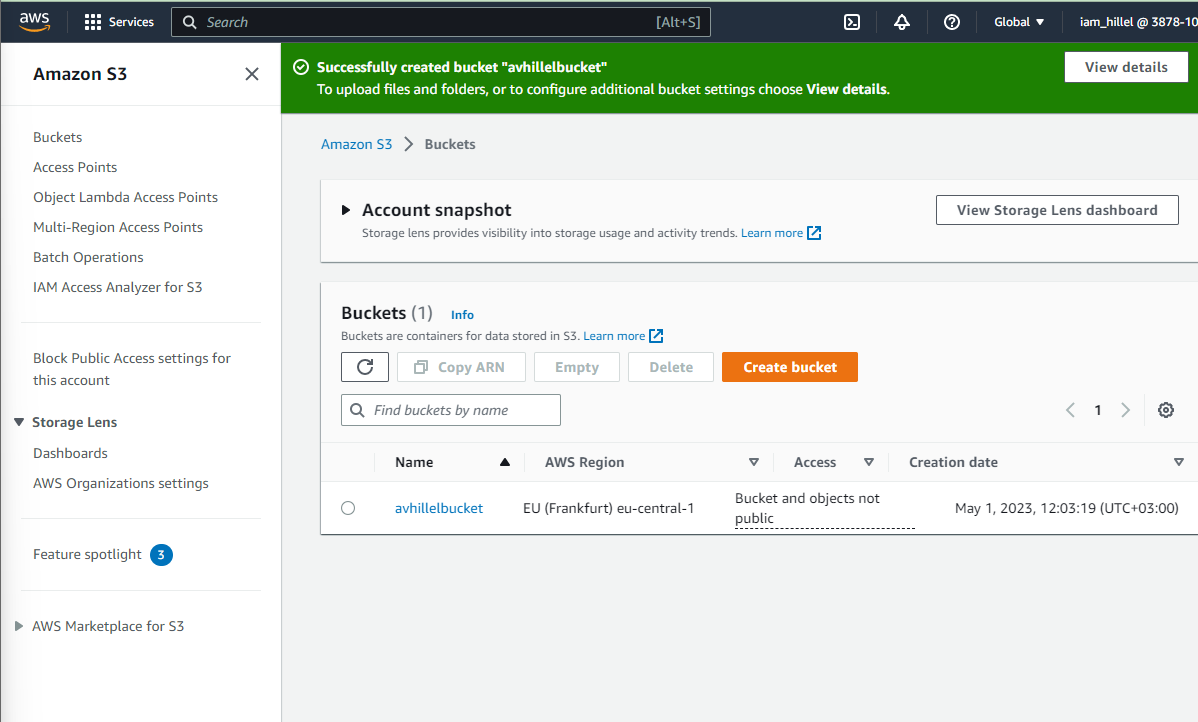 aws
Services
Search
[Alt+S]
Global
iam_hillel @ 3878-10
Amazon S3
Buckets
Access Points
Object Lambda Access Points
Multi-Region Access Points
Batch Operations
IAM Access Analyzer for S3
Block Public Access settings for
this account
Storage Lens
Dashboards
AWS Organizations settings
Feature spotlight 3
AWS Marketplace for S3
Successfully created bucket "avhillelbucket"
To upload files and folders, or to configure additional bucket settings choose View details.
View details
Amazon S3 > Buckets
Account snapshot
Storage lens provides visibility into storage usage and activity trends. Learn more
View Storage Lens dashboard
Buckets (1) Info
Buckets are containers for data stored in S3. Learn more
Copy ARN
Empty
Delete
Create bucket
Find buckets by name
1
Name
AWS Region
Access
Creation date
avhillelbucket
EU (Frankfurt) eu-central-1
Bucket and objects not
public
May 1, 2023, 12:03:19 (UTC+03:00)